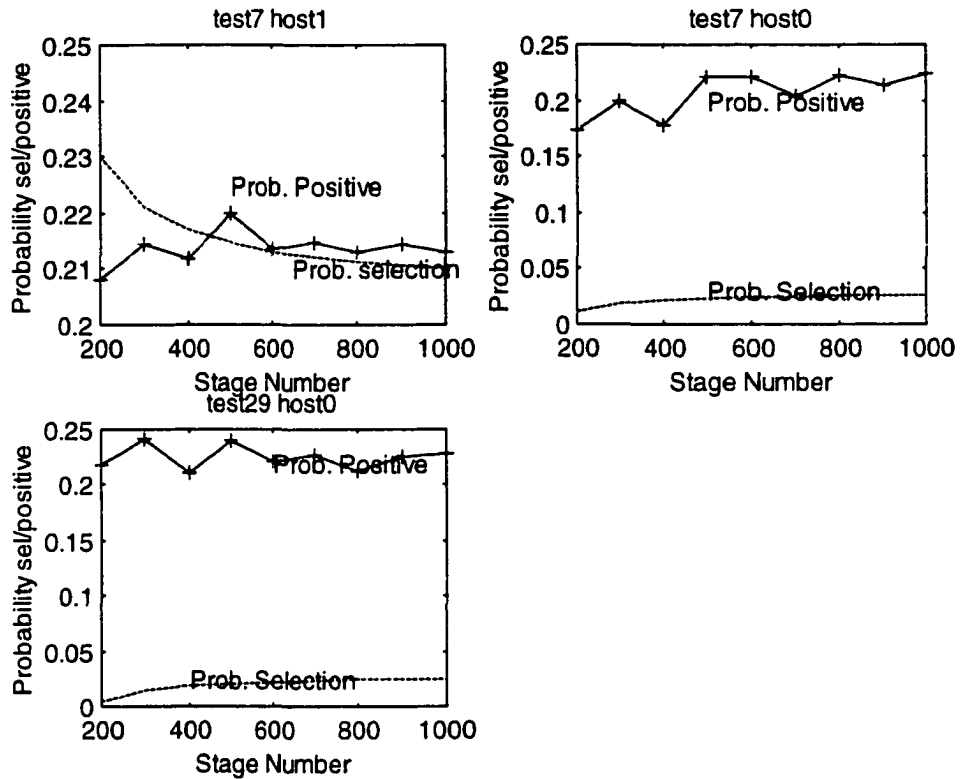 test7 host1
0.25
0.24
0.23
0.22
0.21
0.2
Probability sel/positive
Prob. Positive
Prob. selection
200 400 600 800 1000
Stage Number
test7 host0
0.25
0.2
0.15
0.1
0.05
0
Probability sel/positive
Prob. Positive
Prob. Selection
200 400 600 800 1000
Stage Number
test29 host0
0.25
0.2
0.15
0.1
0.05
0
Probability sel/positive
Prob. Positive
Prob. Selection
200 400 600 800 1000
Stage Number